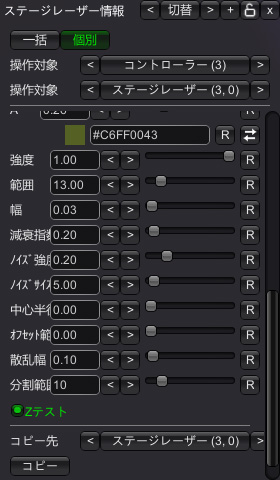 ステージレーザー情報 < 切替 > + x
一括 個別
操作対象 < コントローラー (3) >
操作対象 < ステージレーザー (3, 0) >
A 0.26 < > R
#C6FF0043 R
強度 1.00 < > R
範囲 13.00 < > R
幅 0.03 < > R
減衰指数 0.20 < > R
ﾉｲｽﾞ強度 0.20 < > R
ﾉｲｽﾞｻｲｽﾞ 5.00 < > R
中心半径 0.00 < > R
ｵﾌｾｯﾄ範 0.00 < > R
散乱幅 0.10 < > R
分割範囲 10 < > R
Zテスト
コピー先 < ステージレーザー (3, 0) >
コピー